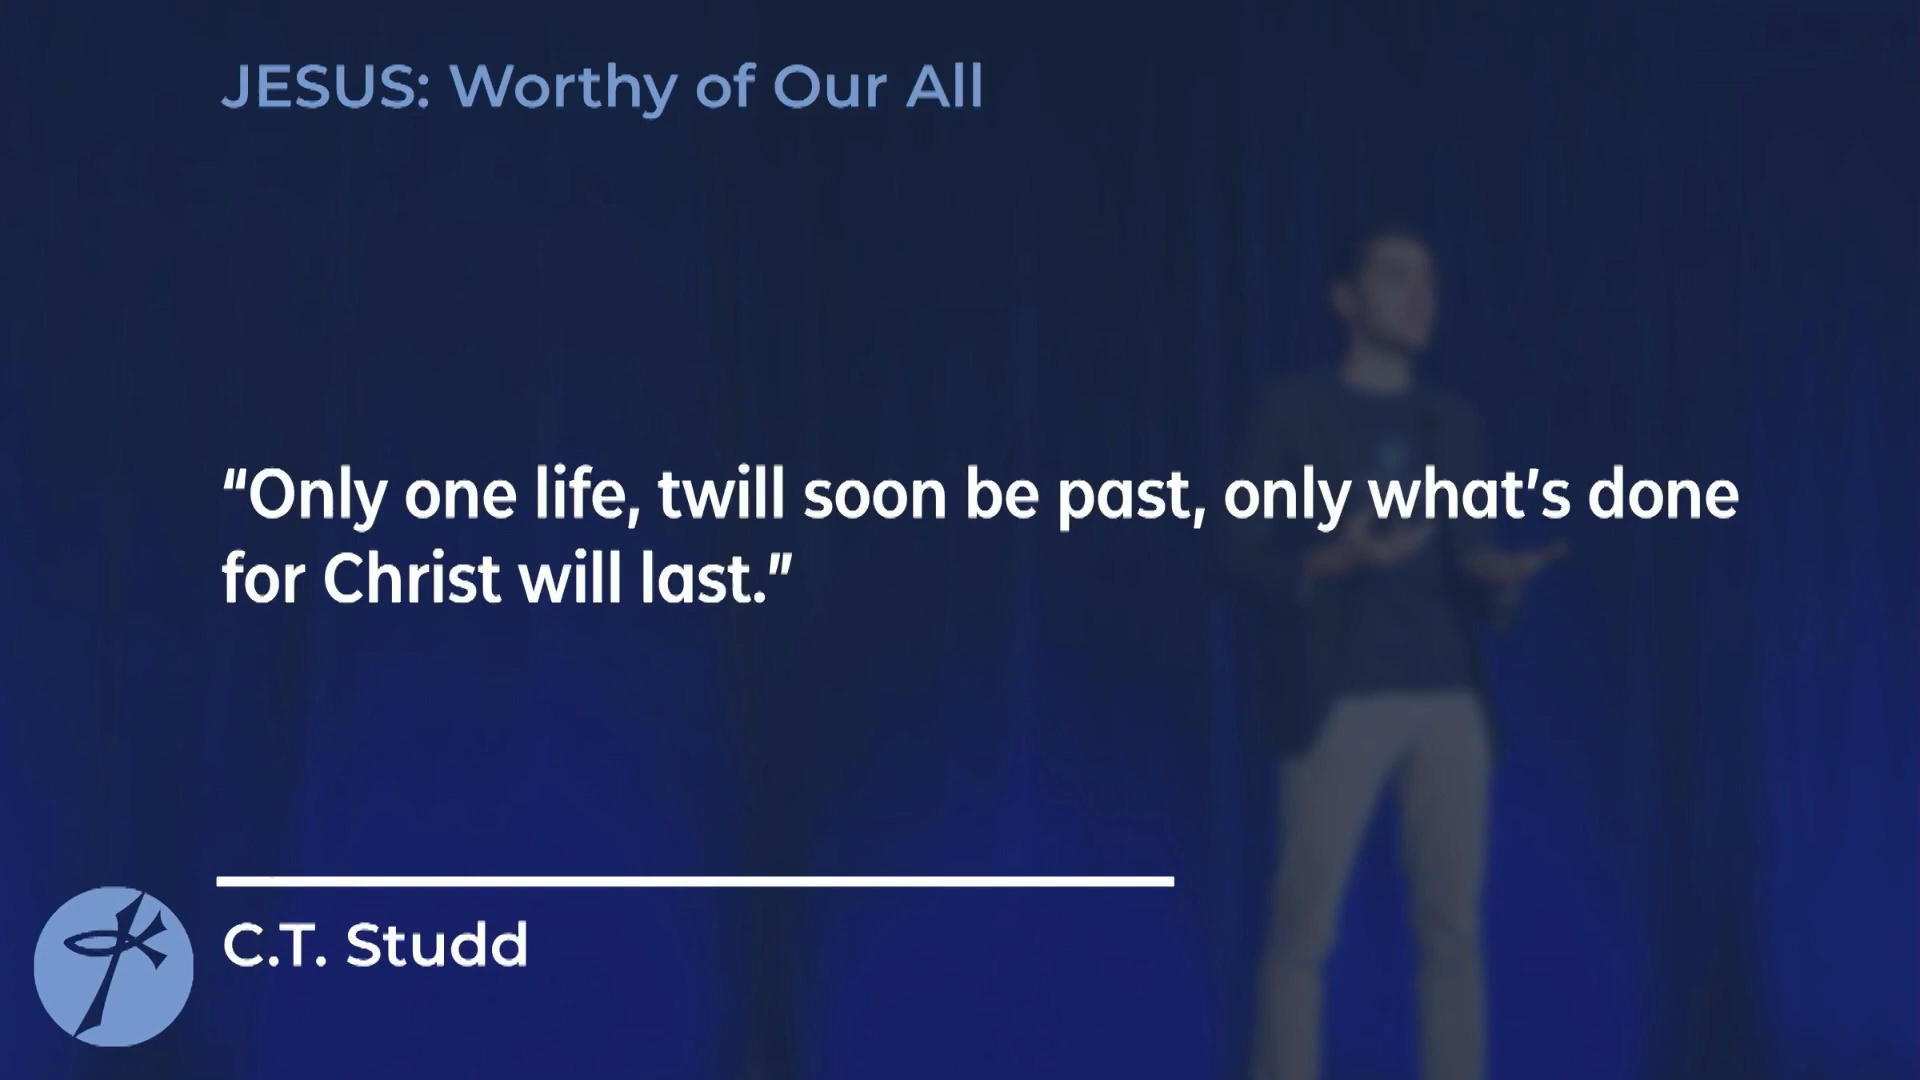 JESUS: Worthy of Our All
"Only one life, twill soon be past, only what's done
for Christ will last."
C.T. Studd